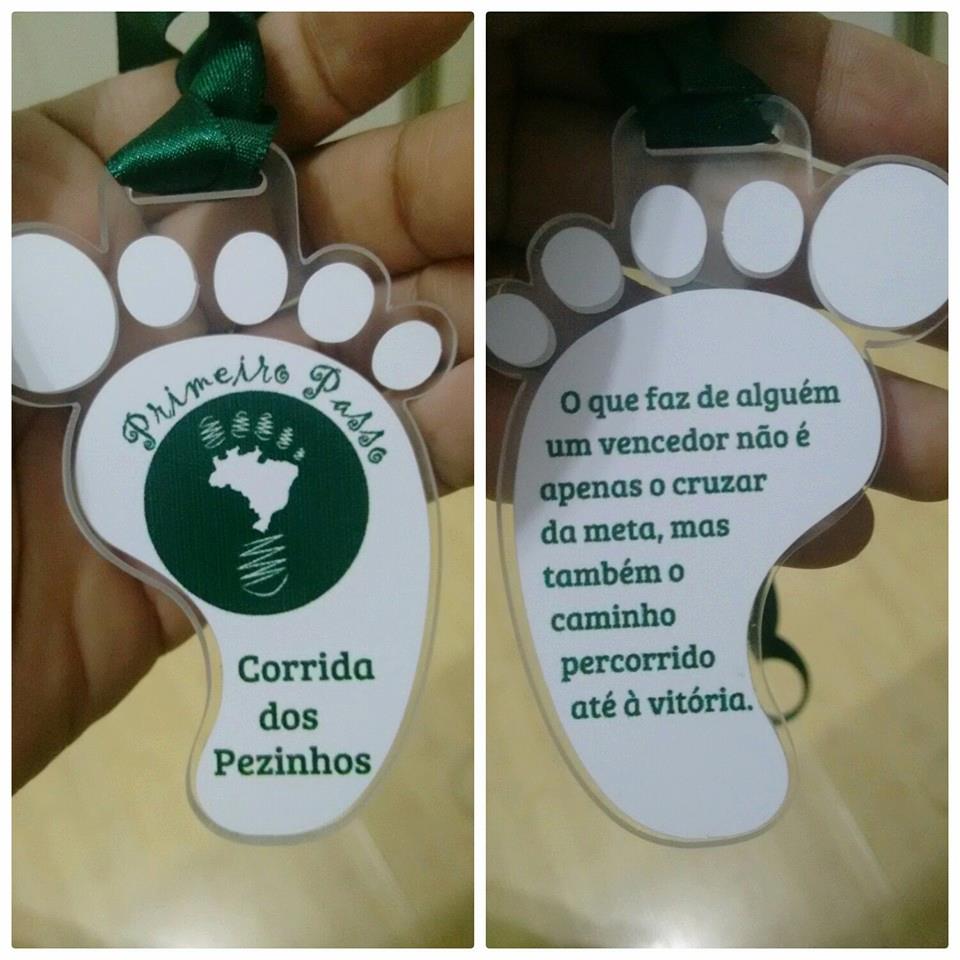 Primeiro Passo
Corrida
dos
Pezinhos
O que faz de alguém
um vencedor não é
apenas o cruzar
da meta, mas
também o
caminho
percorrido
até à vitória.